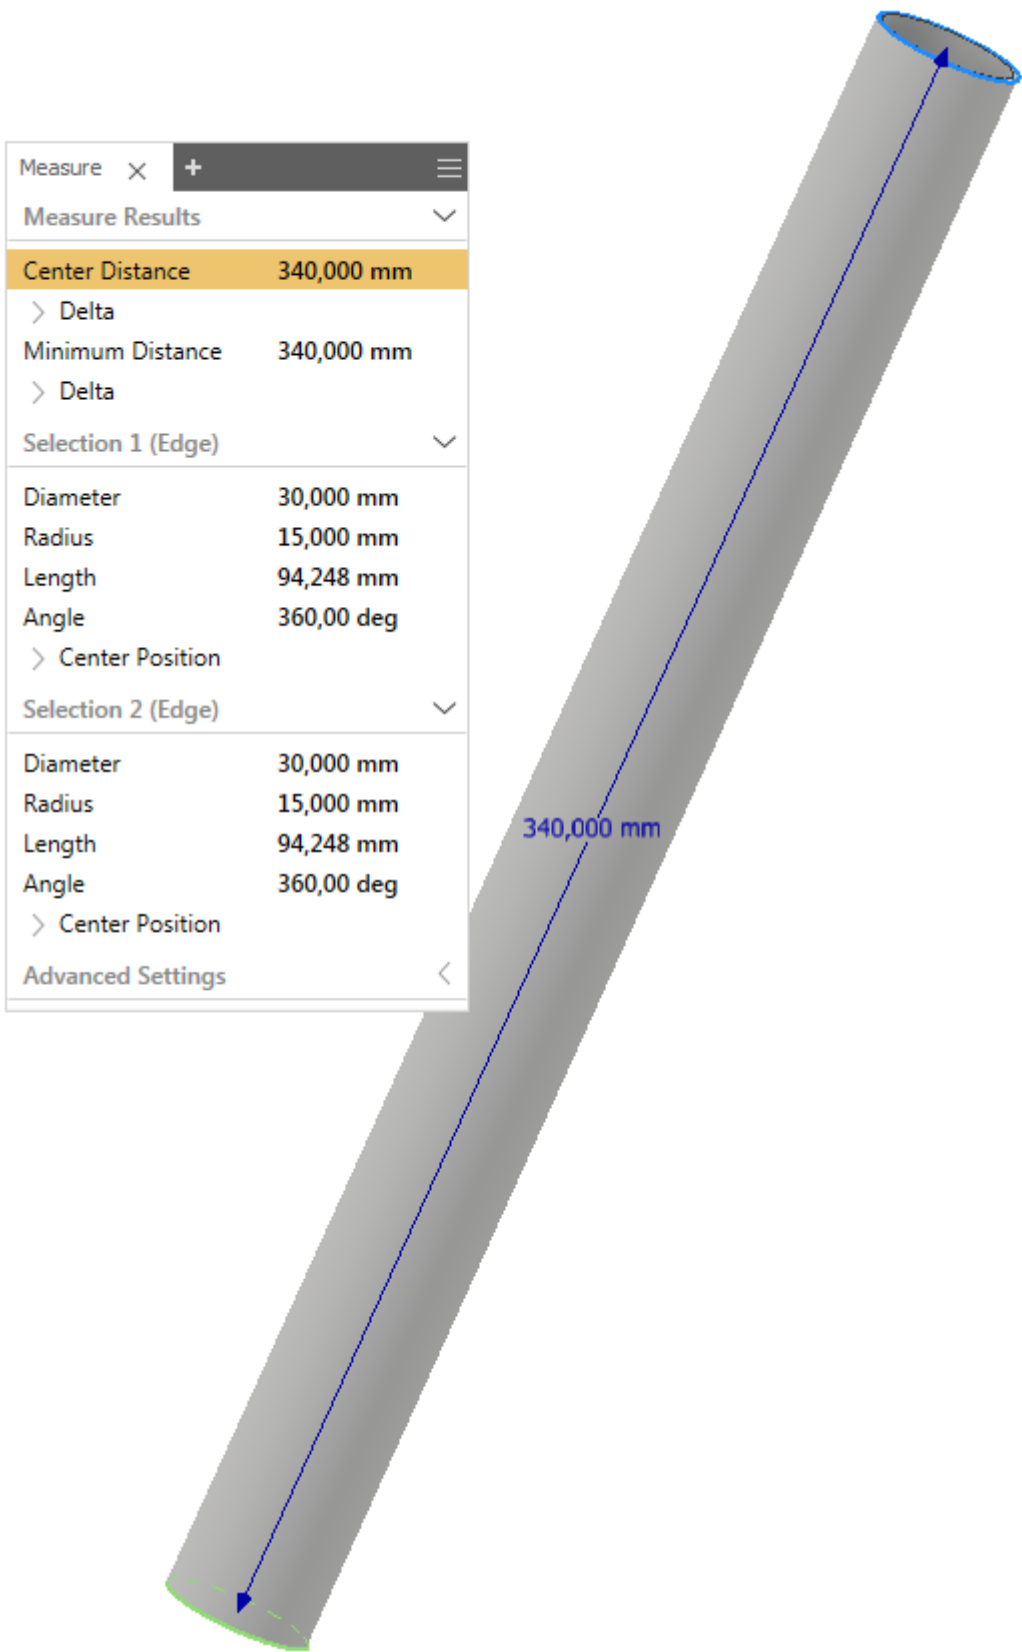 Measure
Measure Results
Center Distance 340,000 mm
Delta
Minimum Distance 340,000 mm
Delta
Selection 1 (Edge)
Diameter 30,000 mm
Radius 15,000 mm
Length 94,248 mm
Angle 360,00 deg
Center Position
Selection 2 (Edge)
Diameter 30,000 mm
Radius 15,000 mm
Length 94,248 mm
Angle 360,00 deg
Center Position
Advanced Settings
340,000 mm